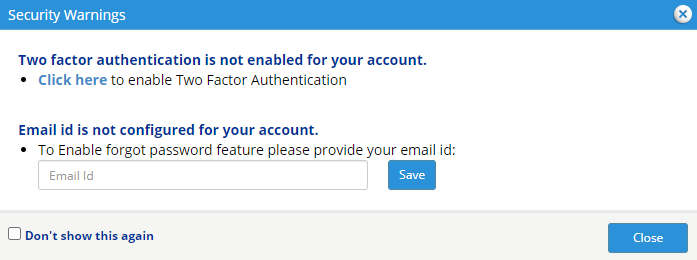 Security Warnings
Two factor authentication is not enabled for your account.
Click here to enable Two Factor Authentication
Email id is not configured for your account.
To Enable forgot password feature please provide your email id:
Email Id
Save
Don't show this again
Close